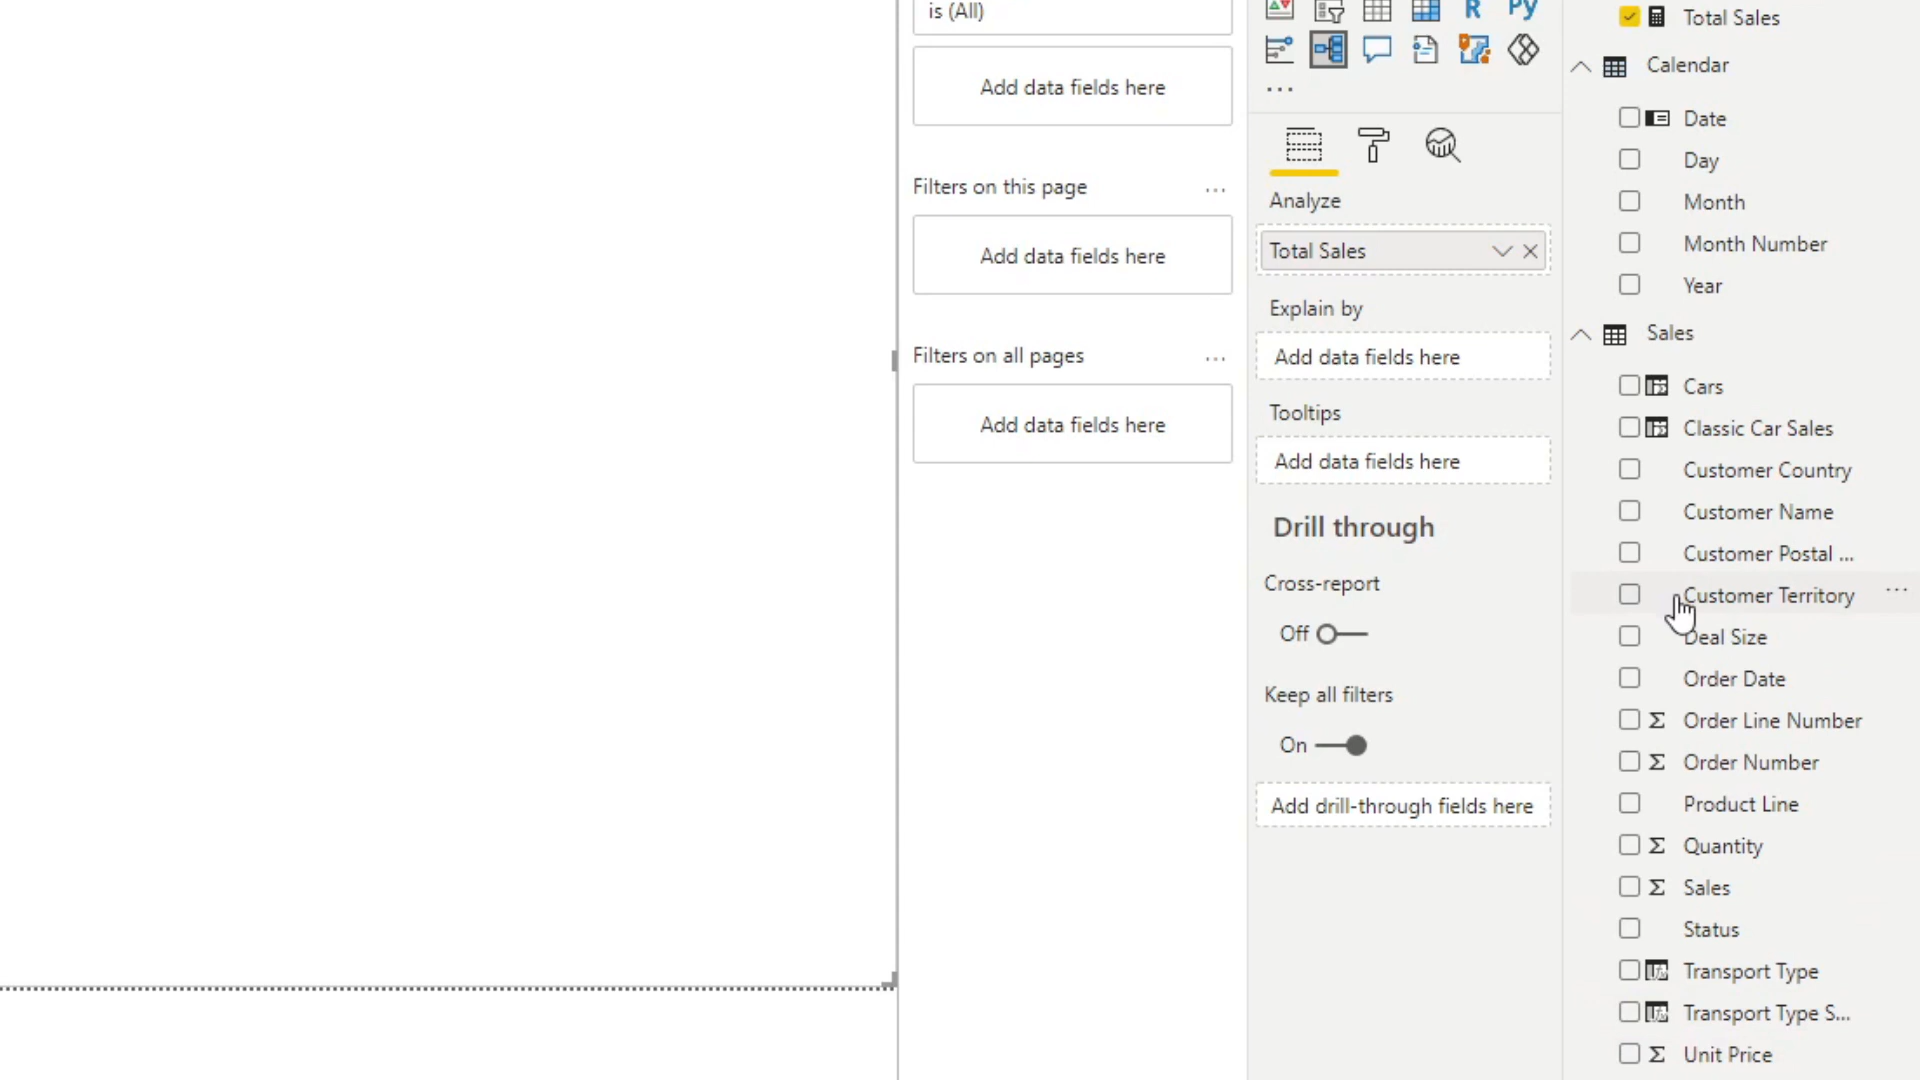 is (All)
Add data fields here
Filters on this page
Add data fields here
Filters on all pages
Add data fields here
R
Py
Analyze
Total Sales
Explain by
Add data fields here
Tooltips
Add data fields here
Drill through
Cross-report
Off
Keep all filters
On
Add drill-through fields here
Total Sales
Calendar
Date
Day
Month
Month Number
Year
Sales
Cars
Classic Car Sales
Customer Country
Customer Name
Customer Postal ...
Customer Territory
Deal Size
Order Date
Σ Order Line Number
Σ Order Number
Product Line
Σ Quantity
Σ Sales
Status
Transport Type
Transport Type S...
Σ Unit Price